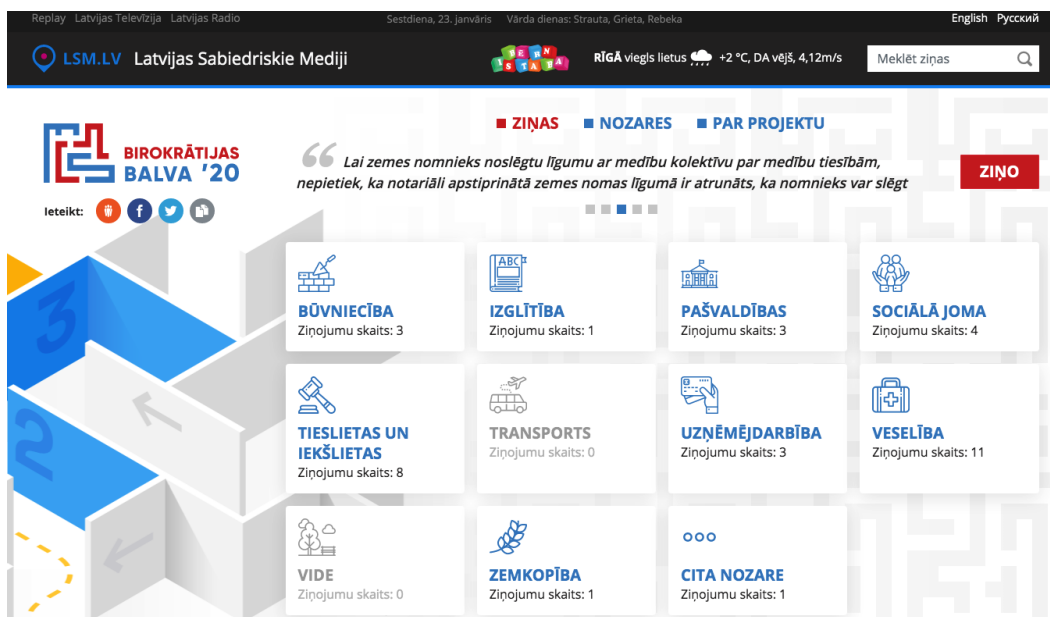 Replay Latvijas Televīzija Latvijas Radio Sestdiena, 23. janvāris Vārda dienas: Strauta, Grieta, Rebeka English Русский
LSM.LV Latvijas Sabiedriskie Mediji BERN ISTABA RĪGĀ viegls lietus +2 °C, DA vējš, 4,12m/s Meklēt ziņas
ZIŅAS NOZARES PAR PROJEKTU
BIROKRĀTIJAS
BALVA '20
Lai zemes nomnieks noslēgtu līgumu ar medību kolektīvu par medību tiesībām,
nepietiek, ka notariāli apstiprinātā zemes nomas līgumā ir atrunāts, ka nomnieks var slēgt
ZIŅO
Ieteikt:
BŪVNIECĪBA
Ziņojumu skaits: 3
ABC
IZGLĪTĪBA
Ziņojumu skaits: 1
PAŠVALDĪBAS
Ziņojumu skaits: 3
SOCIĀLĀ JOMA
Ziņojumu skaits: 4
3
TIESLIETAS UN
IEKŠLIETAS
Ziņojumu skaits: 8
TRANSPORTS
Ziņojumu skaits: 0
UZŅĒMĒJDARBĪBA
Ziņojumu skaits: 3
VESELĪBA
Ziņojumu skaits: 11
2
VIDE
Ziņojumu skaits: 0
ZEMKOPĪBA
Ziņojumu skaits: 1
CITA NOZARE
Ziņojumu skaits: 1